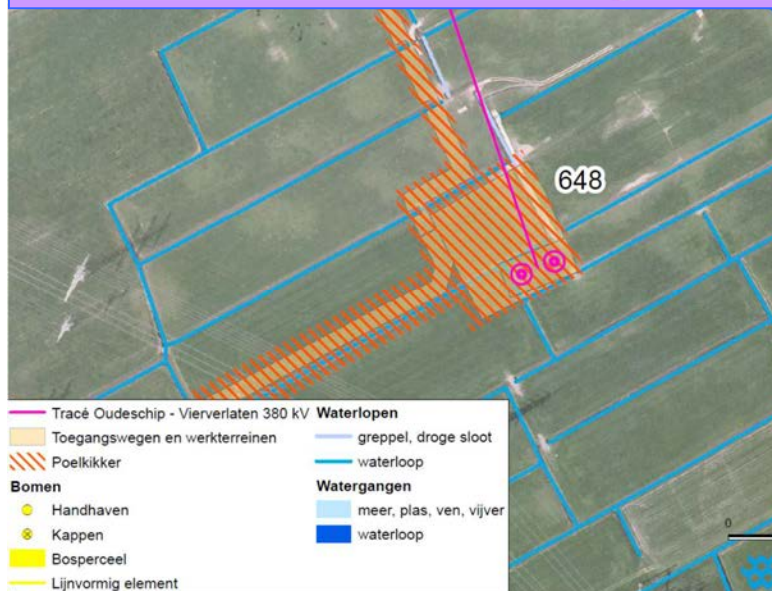 648
Tracé Oudeschip - Vierverlaten 380 kV
Toegangswegen en werkterreinen
Poelkikker
Bomen
Handhaven
Kappen
Bosperceel
Lijnvormig element
Waterlopen
greppel, droge sloot
waterloop
Watergangen
meer, plas, ven, vijver
waterloop
0